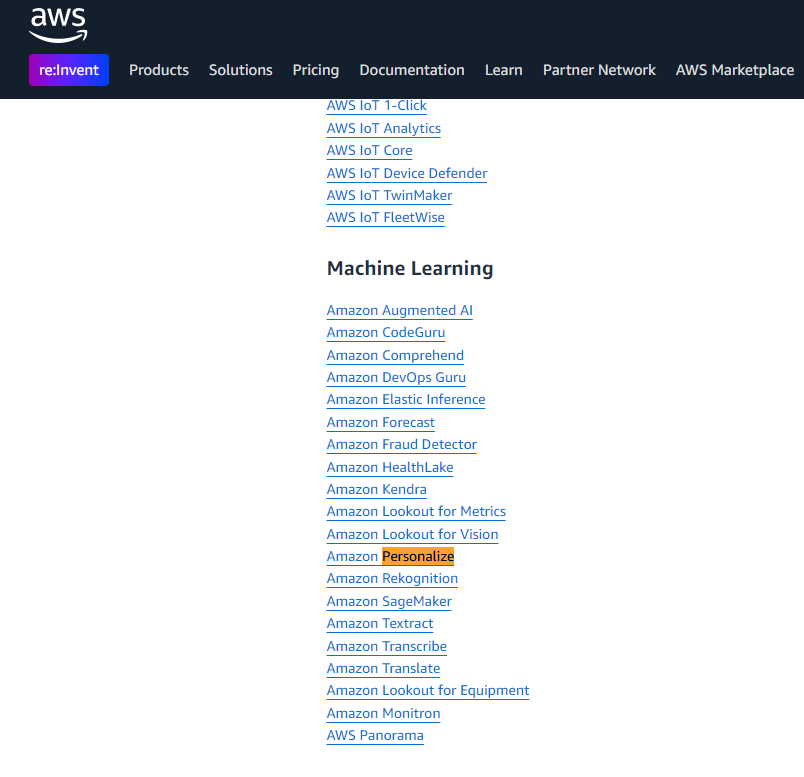 aws
re:Invent Products Solutions Pricing Documentation Learn Partner Network AWS Marketplace
AWS IoT 1-Click
AWS IoT Analytics
AWS IoT Core
AWS IoT Device Defender
AWS IoT TwinMaker
AWS IoT FleetWise
Machine Learning
Amazon Augmented AI
Amazon CodeGuru
Amazon Comprehend
Amazon DevOps Guru
Amazon Elastic Inference
Amazon Forecast
Amazon Fraud Detector
Amazon HealthLake
Amazon Kendra
Amazon Lookout for Metrics
Amazon Lookout for Vision
Amazon Personalize
Amazon Rekognition
Amazon SageMaker
Amazon Textract
Amazon Transcribe
Amazon Translate
Amazon Lookout for Equipment
Amazon Monitron
AWS Panorama